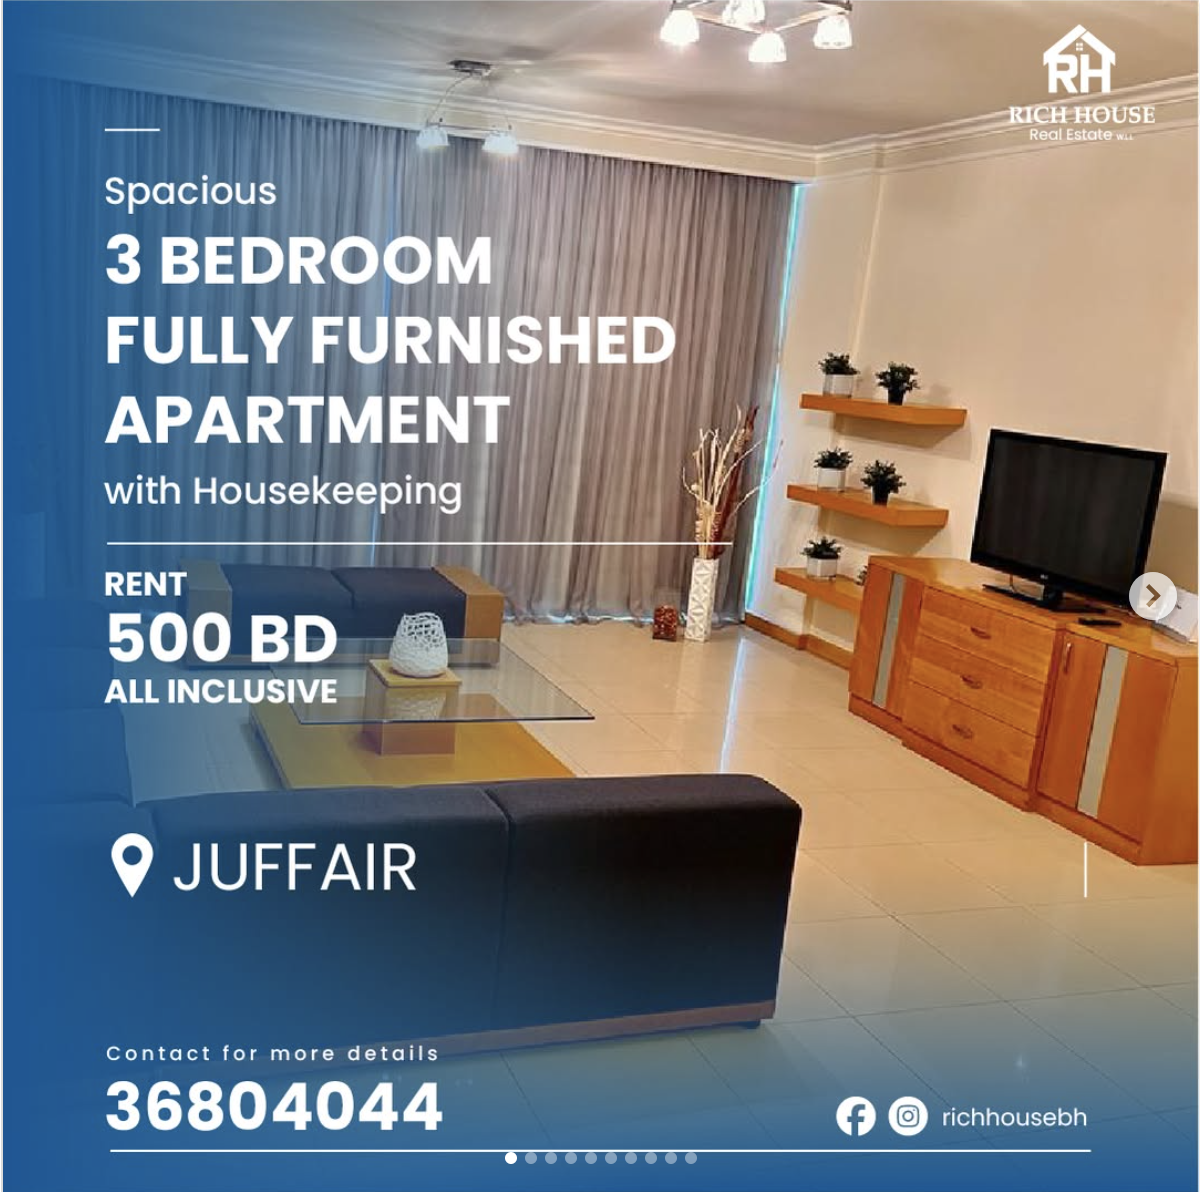 RH
RICH HOUSE
Real Estate W.L.L
Spacious
3 BEDROOM
FULLY FURNISHED
APARTMENT
with Housekeeping
RENT
500 BD
ALL INCLUSIVE
JUFFAIR
Contact for more details
36804044
richhousebh